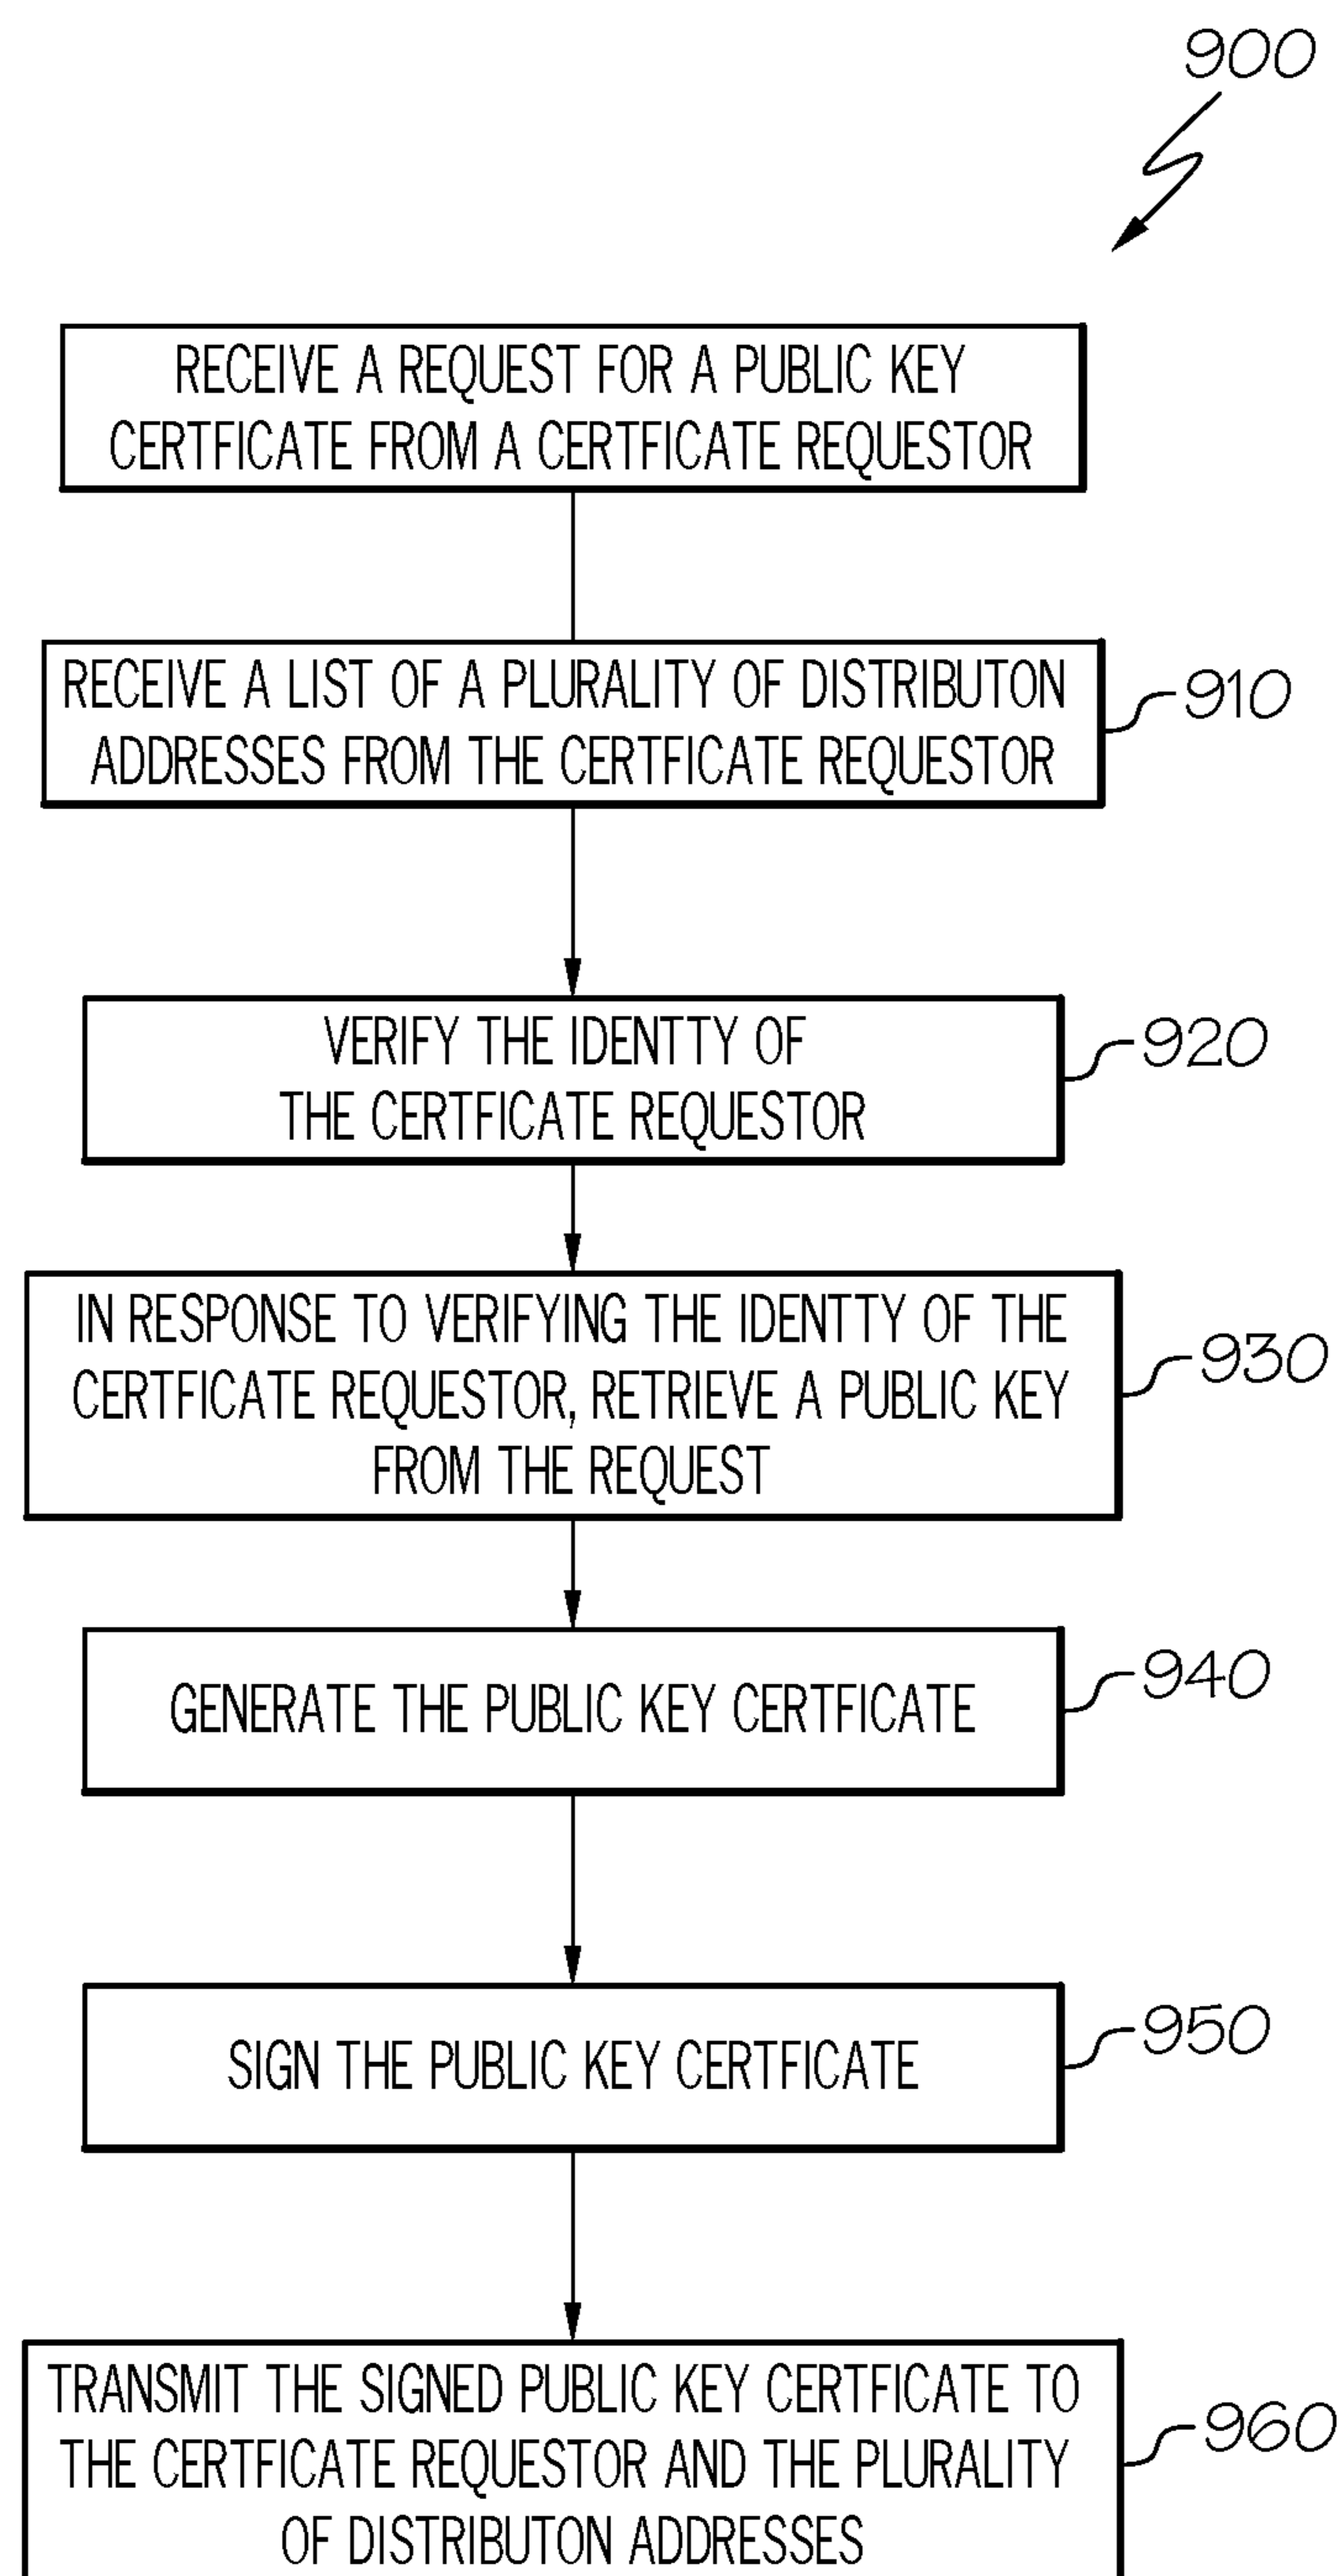 900
RECEIVE A REQUEST FOR A PUBLIC KEY
CERTFICATE FROM A CERTFICATE REQUESTOR
RECEIVE A LIST OF A PLURALITY OF DISTRIBUTON
ADDRESSES FROM THE CERTFICATE REQUESTOR
910
VERIFY THE IDENTTY OF
THE CERTFICATE REQUESTOR
920
IN RESPONSE TO VERIFYING THE IDENTTY OF THE
CERTFICATE REQUESTOR, RETRIEVE A PUBLIC KEY
FROM THE REQUEST
930
GENERATE THE PUBLIC KEY CERTFICATE
940
SIGN THE PUBLIC KEY CERTFICATE
950
TRANSMIT THE SIGNED PUBLIC KEY CERTFICATE TO
THE CERTFICATE REQUESTOR AND THE PLURALITY
OF DISTRIBUTON ADDRESSES
960